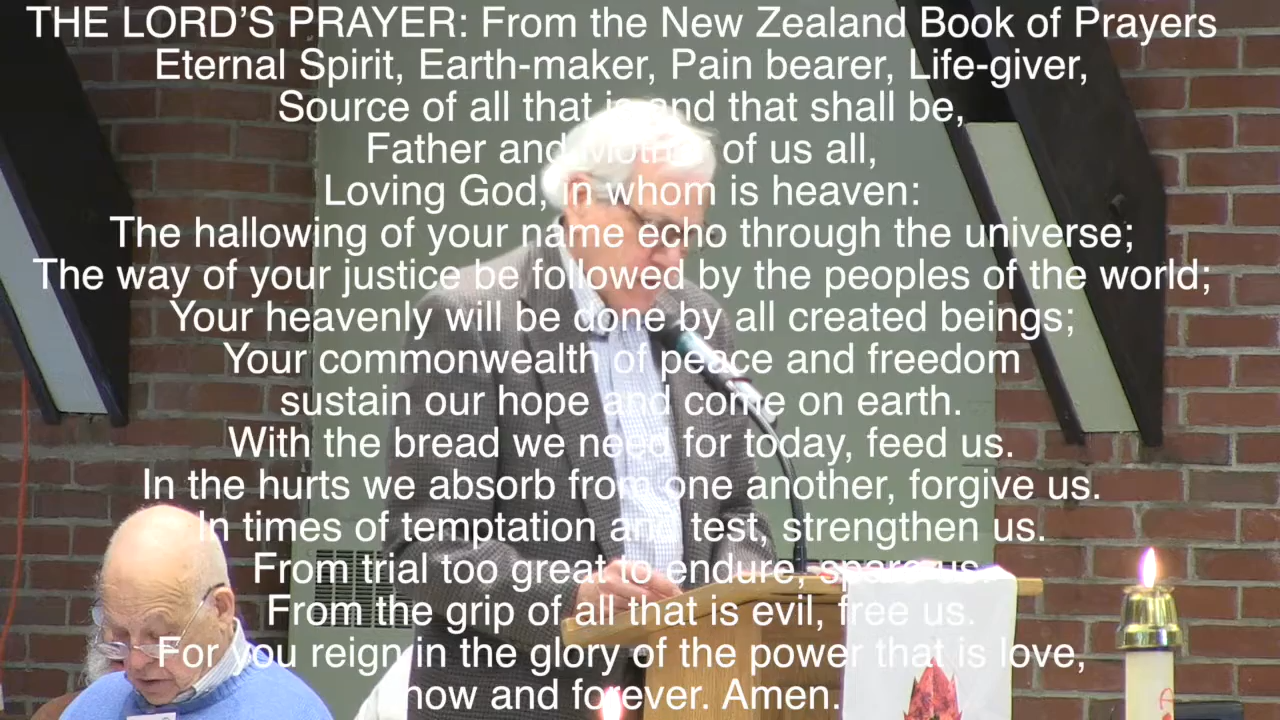 THE LORD’S PRAYER: From the New Zealand Book of Prayers
Eternal Spirit, Earth-maker, Pain bearer, Life-giver,
Source of all that is and that shall be,
Father and Mother of us all,
Loving God, in whom is heaven:
The hallowing of your name echo through the universe;
The way of your justice be followed by the peoples of the world;
Your heavenly will be done by all created beings;
Your commonwealth of peace and freedom
sustain our hope and come on earth.
With the bread we need for today, feed us.
In the hurts we absorb from one another, forgive us.
In times of temptation and test, strengthen us.
From trial too great to endure, spare us.
From the grip of all that is evil, free us.
For you reign in the glory of the power that is love,
now and forever. Amen.